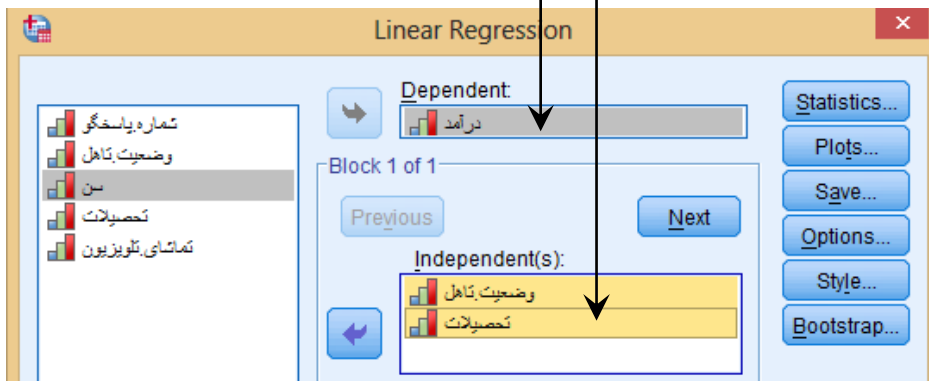 Linear Regression
×
شماره.پاسخگو
وضعیت.تاهل
سن
تحصیلات
تماشای.تلویزیون
Dependent:
درآمد
Block 1 of 1
Previous
Next
Independent(s):
وضعیت.تاهل
تحصیلات
Statistics...
Plots...
Save...
Options...
Style...
Bootstrap...